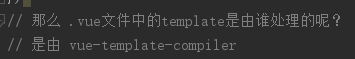 // 那么 .vue文件中的template是由谁处理的呢？
// 是由 vue-template-compiler